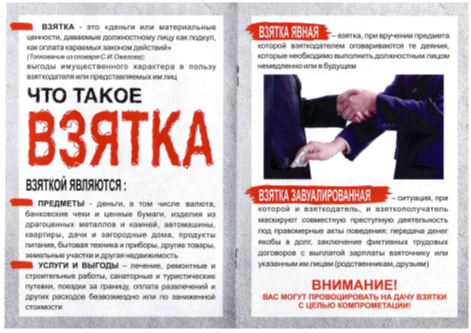 ВЗЯТКА - это «деньги или материальные
ценности, даваемые должностному лицу как подкуп,
как оплата караемых законом действий»
(Толкование из словаря С.И.Ожегова);
выгоды имущественного характера в пользу
взяткодателя или представляемых им лиц
ЧТО ТАКОЕ
ВЗЯТКА
ВЗЯТКОЙ ЯВЛЯЮТСЯ :
ПРЕДМЕТЫ - деньги, в том числе валюта,
банковские чеки и ценные бумаги, изделия из
драгоценных металлов и камней, автомашины,
квартиры, дачи и загородные дома, продукты
питания, бытовая техника и приборы, другие товары,
земельные участки и другая недвижимость
УСЛУГИ И ВЫГОДЫ – лечение, ремонтные и
строительные работы, санаторные и туристические
путевки, поездки за границу, оплата развлечений и
других расходов безвозмездно или по заниженной
стоимости
ВЗЯТКА ЯВНАЯ – взятка, при вручении предмета
которой взяткодателем оговариваются те деяния,
которые необходимо выполнить должностным лицом
немедленно или в будущем
ВЗЯТКА ЗАВУАЛИРОВАННАЯ – ситуация, при
которой и взяткодатель, и взяткополучатель
маскируют совместную преступную деятельность
под правомерные акты поведения: передача денег
якобы в долг, заключение фиктивных трудовых
договоров с выплатой зарплаты взяточнику или
указанным им лицам (родственникам, друзьям)
ВНИМАНИЕ!
ВАС МОГУТ ПРОВОЦИРОВАТЬ НА ДАЧУ ВЗЯТКИ
С ЦЕЛЬЮ КОМПРОМЕТАЦИИ!